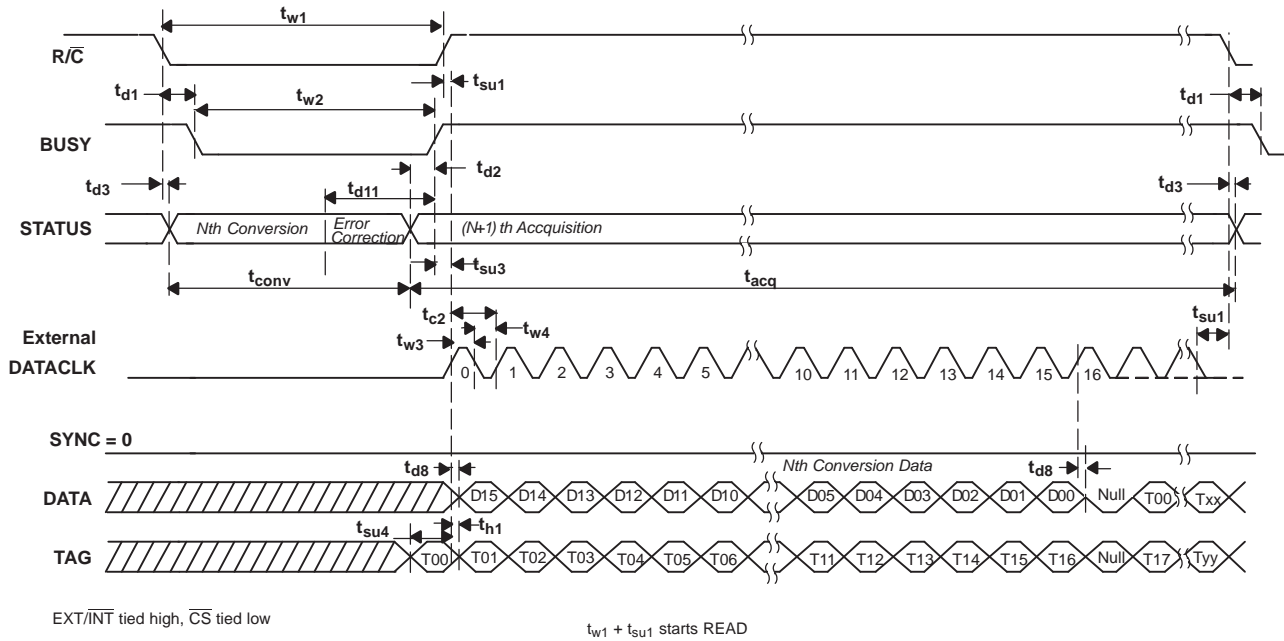 tw1
R/C
tsu1
td1
tw2
td1
BUSY
td2
td3
td11
td3
STATUS
Nth Conversion
Error
Correction
(N+1) th Accquisition
tsu3
tconv
tacq
tc2
tsu1
External
tw3
tw4
DATACLK
0 1 2 3 4 5 10 11 12 13 14 15 16
SYNC = 0
td8
Nth Conversion Data
td8
DATA
D15 D14 D13 D12 D11 D10 D05 D04 D03 D02 D01 D00 Null T00 Txx
tsu4
th1
TAG
T00 T01 T02 T03 T04 T05 T06 T11 T12 T13 T14 T15 T16 Null T17 Tyy
EXT/INT tied high, CS tied low
tw1 + tsu1 starts READ